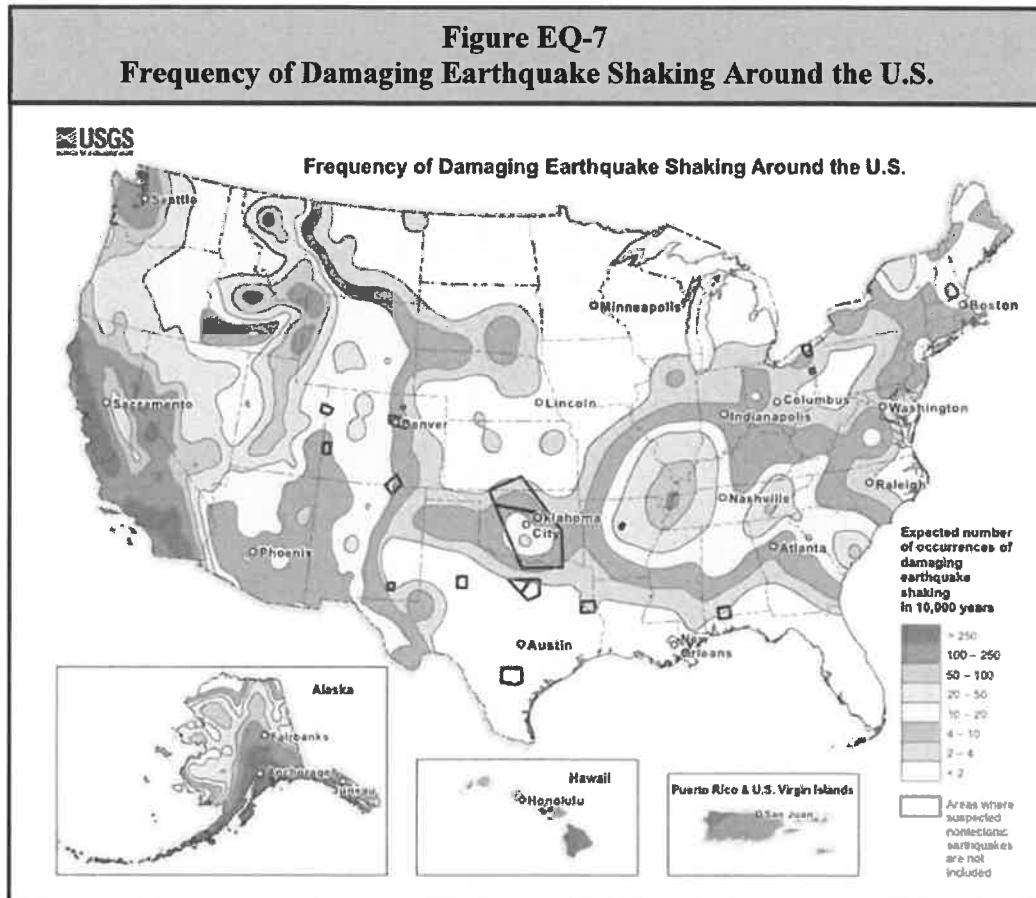 Figure EQ-7
Frequency of Damaging Earthquake Shaking Around the U.S.
USGS
Frequency of Damaging Earthquake Shaking Around the U.S.
Seattle
Minneapolis
Boston
Sacramento
Lincoln
Columbus
Denver
Indianapolis
Washington
Nashville
Raleigh
Oklahoma
City
Phoenix
Atlanta
Austin
New
Orleans
Expected number
of occurrences of
damaging
earthquake
shaking
in 10,000 years
> 250
100 – 250
50 – 100
20 – 50
10 – 20
4 – 10
2 – 4
< 2
Areas where
suspected
nontectonic
earthquakes
are not
included
Alaska
Fairbanks
Anchorage
Juneau
Hawaii
Honolulu
Puerto Rico & U.S. Virgin Islands
San Juan